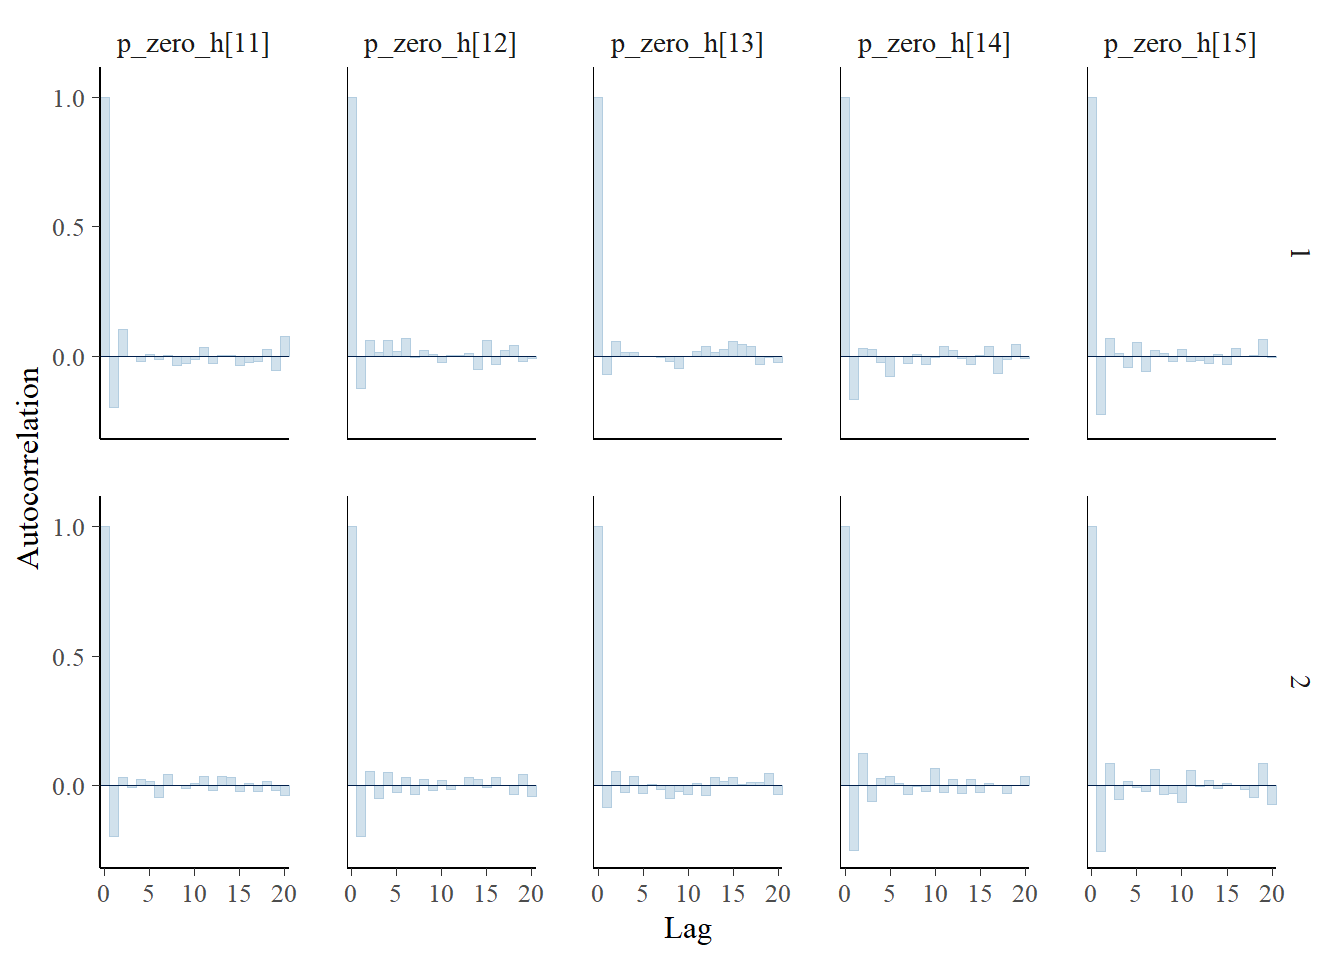 p_zero_h[11] p_zero_h[12] p_zero_h[13] p_zero_h[14] p_zero_h[15]
1.0
0.5
0.0
1
Autocorrelation
1.0
0.5
0.0
2
0 5 10 15 20 0 5 10 15 20 0 5 10 15 20 0 5 10 15 20 0 5 10 15 20
Lag